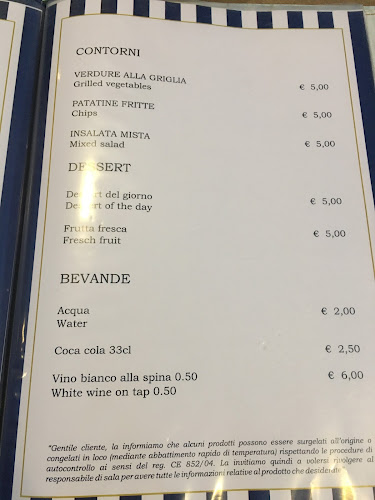 CONTORNI
VERDURE ALLA GRIGLIA
Grilled vegetables
€ 5,00
PATATINE FRITTE
Chips
€ 5,00
INSALATA MISTA
Mixed salad
€ 5,00
DESSERT
Dessert del giorno
Dessert of the day
€ 5,00
Frutta fresca
Fresch fruit
€ 5,00
BEVANDE
Acqua
Water
€ 2,00
Coca cola 33cl
€ 2,50
Vino bianco alla spina 0.50
White wine on tap 0.50
€ 6,00
"Gentile cliente, la informiamo che alcuni prodotti possono essere surgelati all'origine o
congelati in loco (mediante abbattimento rapido di temperatura) rispettando le procedure di
autocontrollo ai sensi del reg. CE 852/04. La invitiamo quindi a volersi rivolgere al
responsabile di sala per avere tutte le informazioni relative al prodotto che desidera